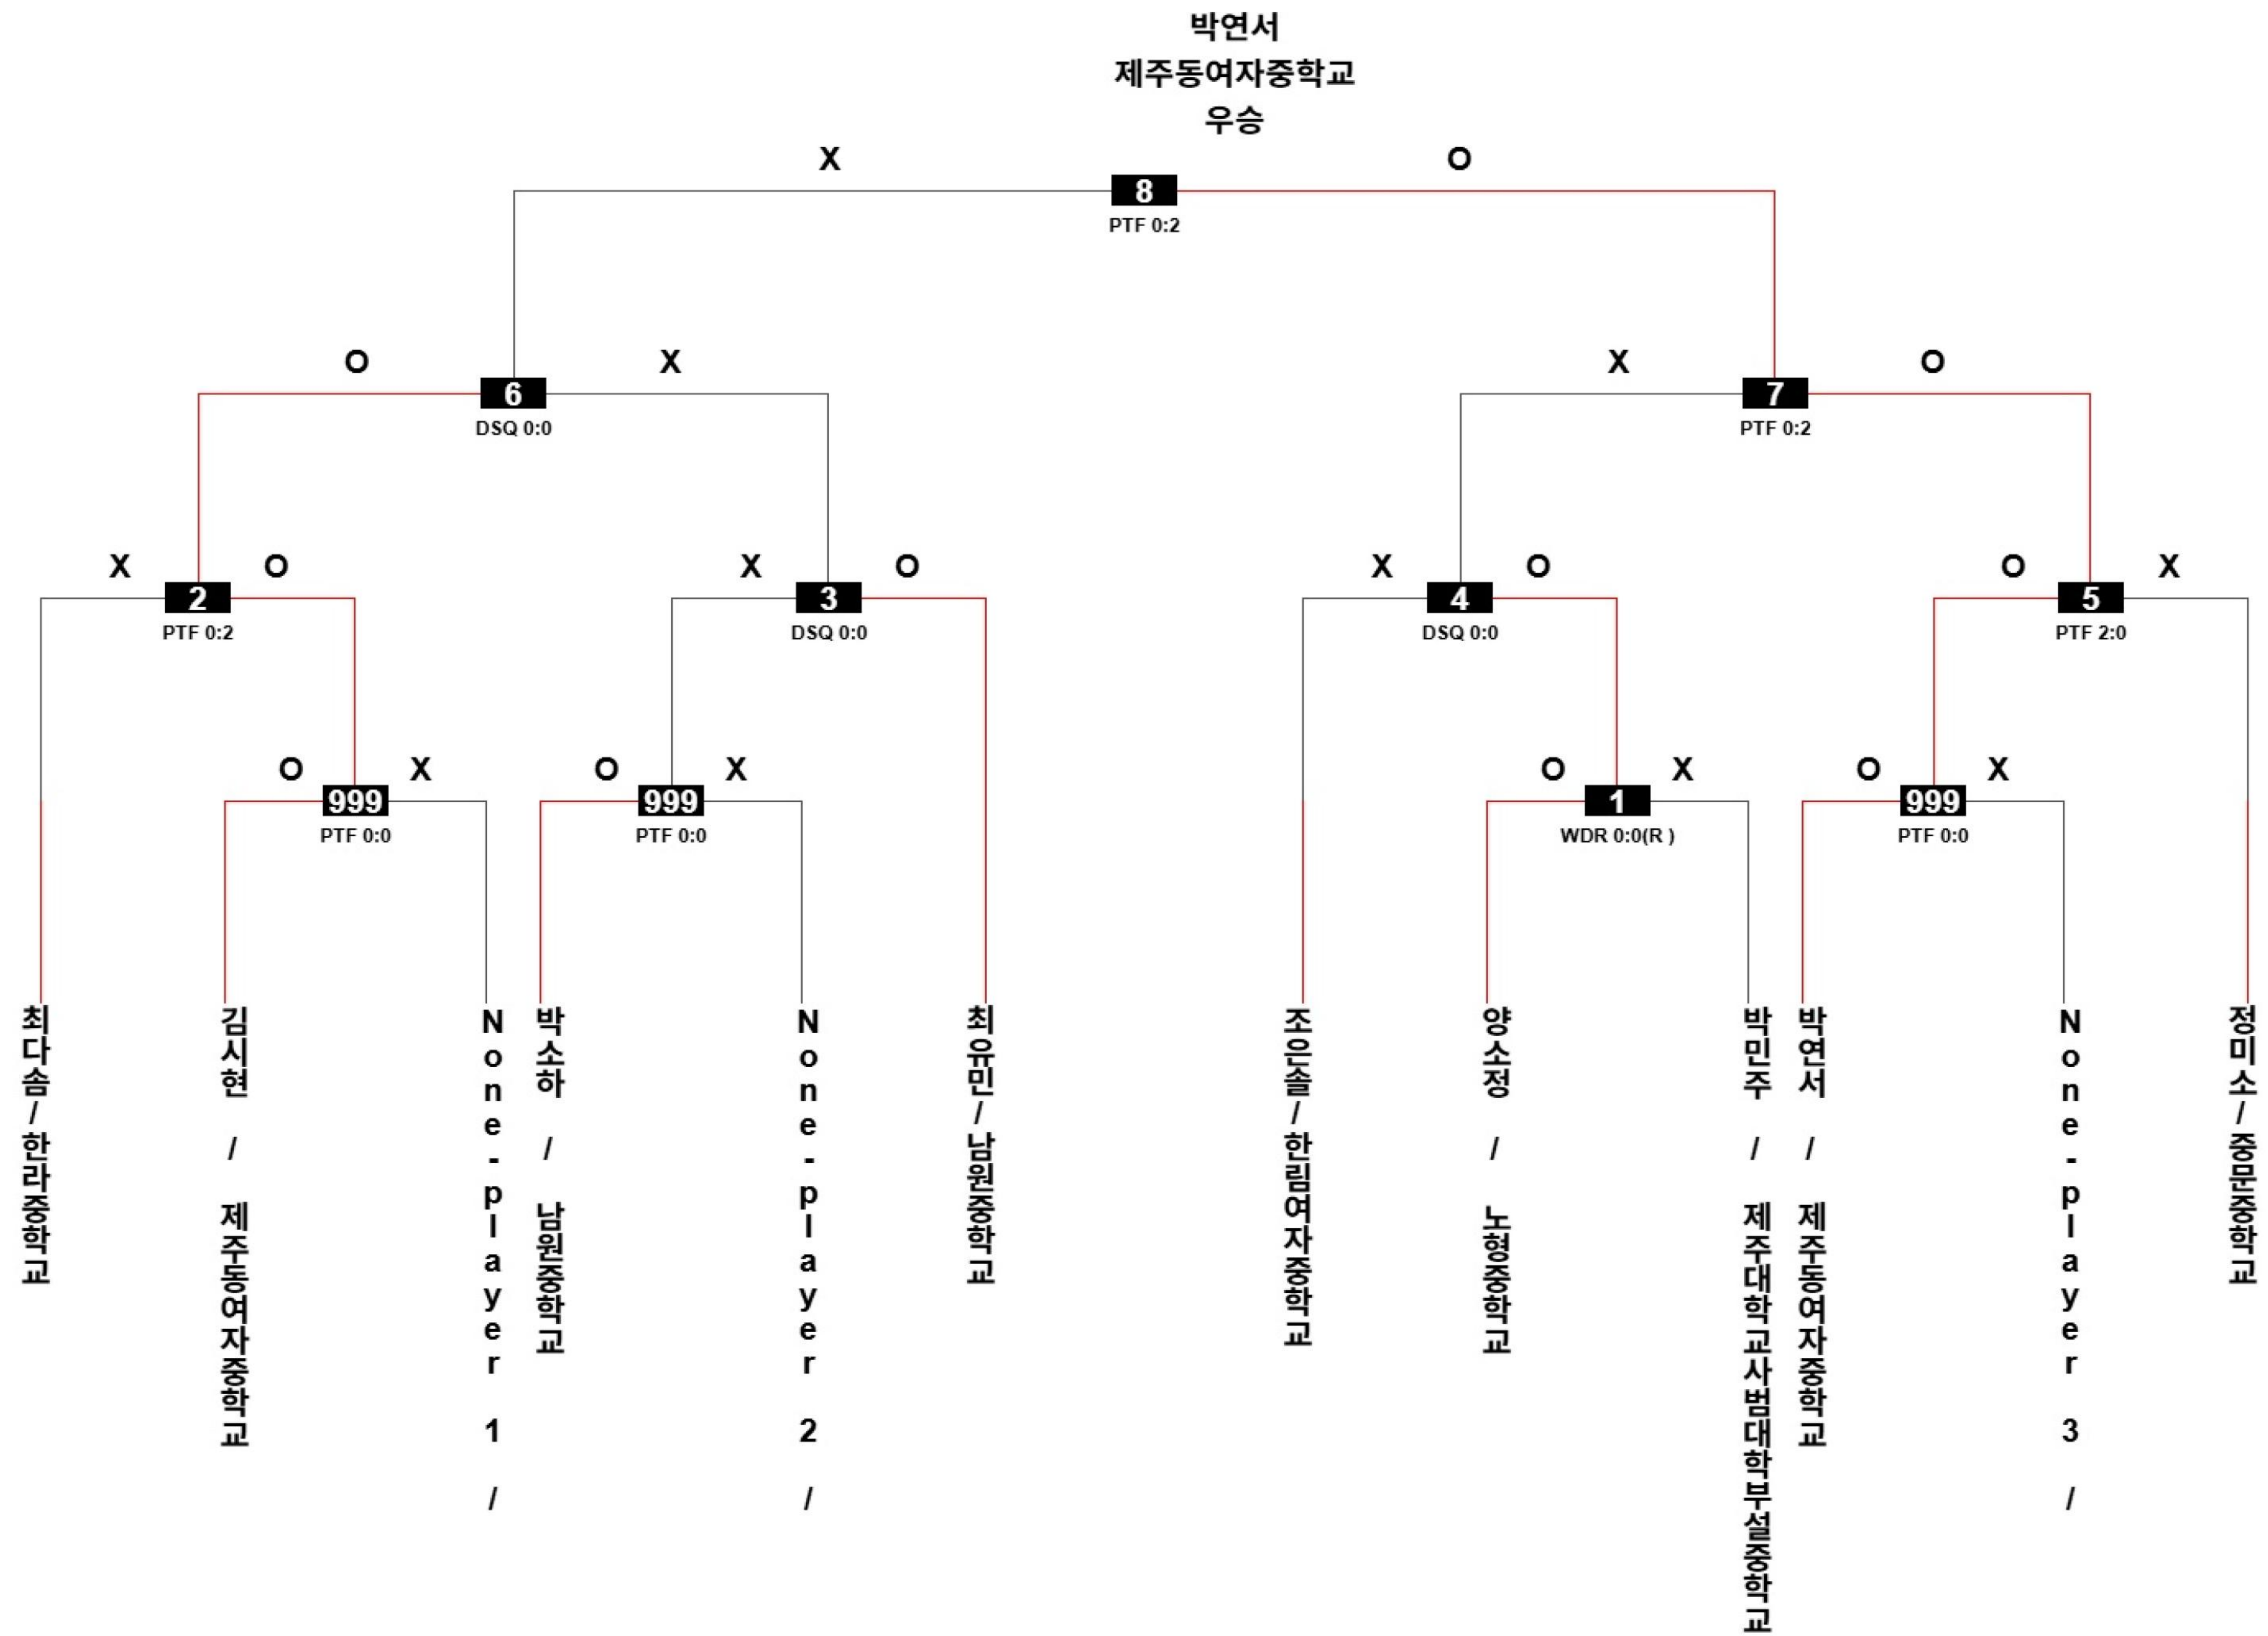 박연서
제주동여자중학교
우승
X
O
8
PTF 0:2
O
X
X
O
6
7
DSQ 0:0
PTF 0:2
X
O
X
O
X
O
O
X
2
3
4
5
PTF 0:2
DSQ 0:0
DSQ 0:0
PTF 2:0
O
X
O
X
O
X
O
X
999
999
1
999
PTF 0:0
PTF 0:0
WDR 0:0(R )
PTF 0:0
최다솜/한라중학교
김시현 / 제주동여자중학교
None-player 1 /
박소하 / 남원중학교
None-player 2 /
최유민/남원중학교
조은솔/한림여자중학교
양소정 / 노형중학교
박민주 / 제주대학교사범대학부설중학교
박연서 / 제주동여자중학교
None-player 3 /
정미소/중문중학교